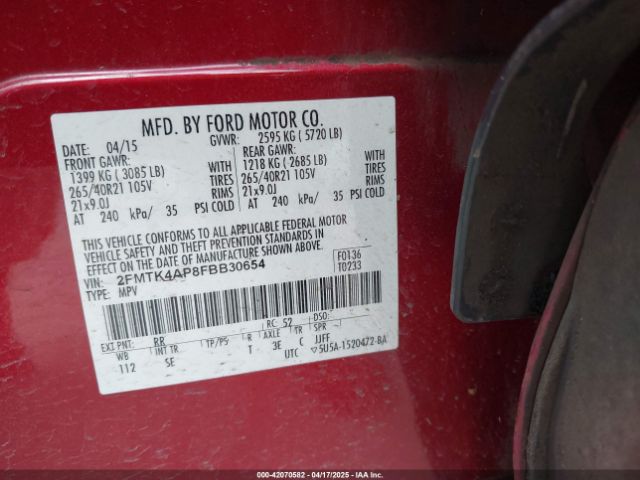 MFD. BY FORD MOTOR CO.
DATE: 04/15 GVWR: 2595 KG ( 5720 LB)
FRONT GAWR: REAR GAWR:
1399 KG ( 3085 LB) WITH 1218 KG ( 2685 LB) WITH
265/40R21 105V TIRES 265/40R21 105V TIRES
21x9.0J RIMS 21x9.0J RIMS
AT 240 kPa/ 35 PSI COLD AT 240 kPa/ 35 PSI COLD
THIS VEHICLE CONFORMS TO ALL APPLICABLE FEDERAL MOTOR
VEHICLE SAFETY AND THEFT PREVENTION STANDARDS IN
EFFECT ON THE DATE OF MANUFACTURE SHOWN ABOVE.
VIN: 2FMTK4AP8FBB30654 F0136
TYPE: MPV T0233
EXT PNT: RR RC 52 DSO:
WB INT TR TP/PS R AXLE TR SPR
112 SE T 3E C JJFF
UTC ▽5U5A-1520472-BA
000-42070582 - 04/17/2025 - IAA Inc.